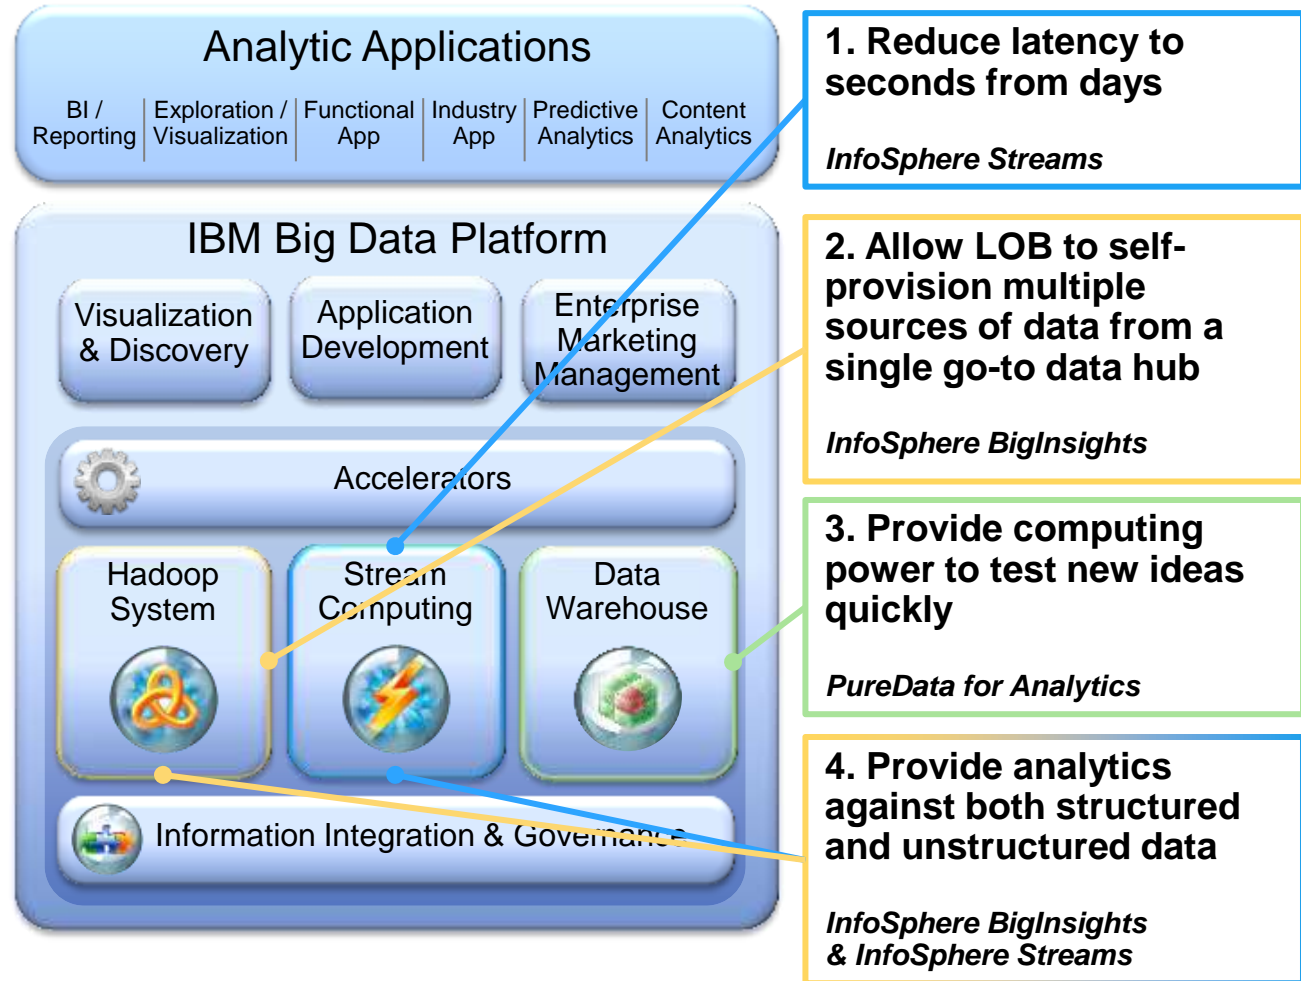 Analytic Applications
BI /
Reporting
Exploration /
Visualization
Functional
App
Industry
App
Predictive
Analytics
Content
Analytics
IBM Big Data Platform
Visualization
& Discovery
Application
Development
Enterprise
Marketing
Management
Accelerators
Hadoop
System
Stream
Computing
Data
Warehouse
Information Integration & Governance
1. Reduce latency to
seconds from days
InfoSphere Streams
2. Allow LOB to self-
provision multiple
sources of data from a
single go-to data hub
InfoSphere BigInsights
3. Provide computing
power to test new ideas
quickly
PureData for Analytics
4. Provide analytics
against both structured
and unstructured data
InfoSphere BigInsights
& InfoSphere Streams